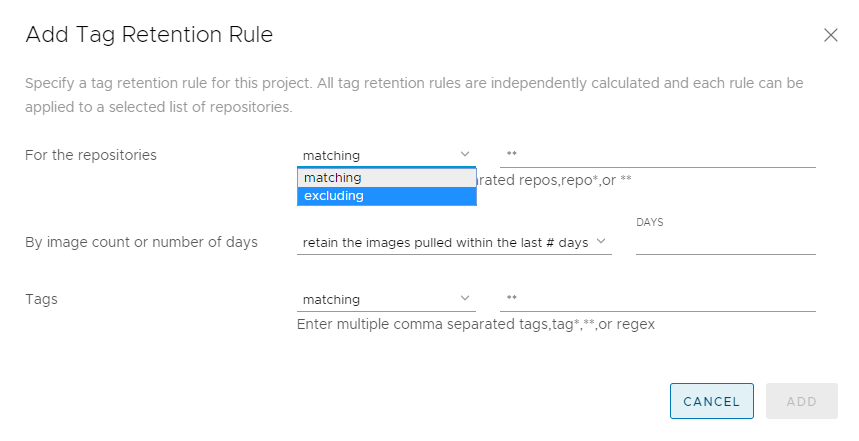 Add Tag Retention Rule
Specify a tag retention rule for this project. All tag retention rules are independently calculated and each rule can be
applied to a selected list of repositories.
For the repositories matching **
matching
excluding
rated repos,repo*,or **
DAYS
By image count or number of days retain the images pulled within the last # days
Tags matching **
Enter multiple comma separated tags,tag*,**,or regex
CANCEL ADD